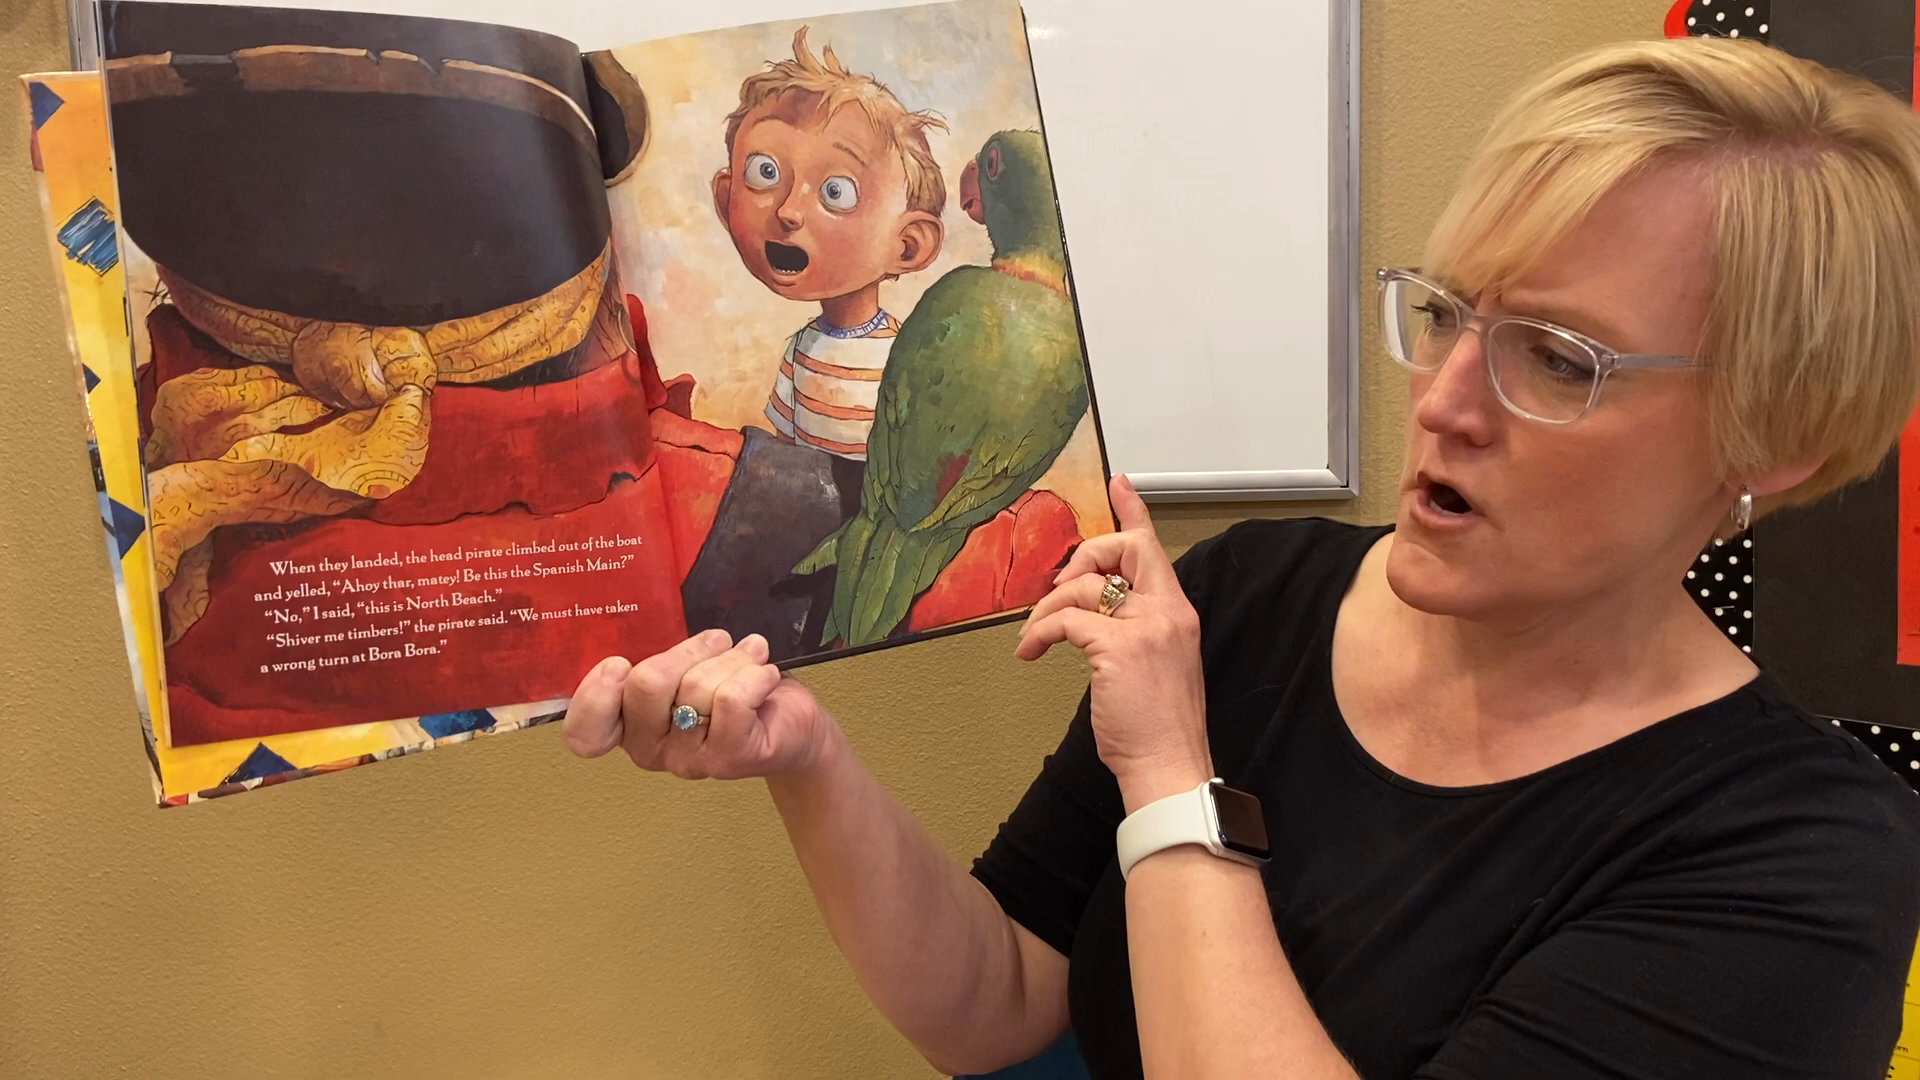 When they landed, the head pirate climbed out of the boat
and yelled, “Ahoy thar, matey! Be this the Spanish Main?”
“No,” I said, “this is North Beach.”
“Shiver me timbers!” the pirate said. “We must have taken
a wrong turn at Bora Bora.”